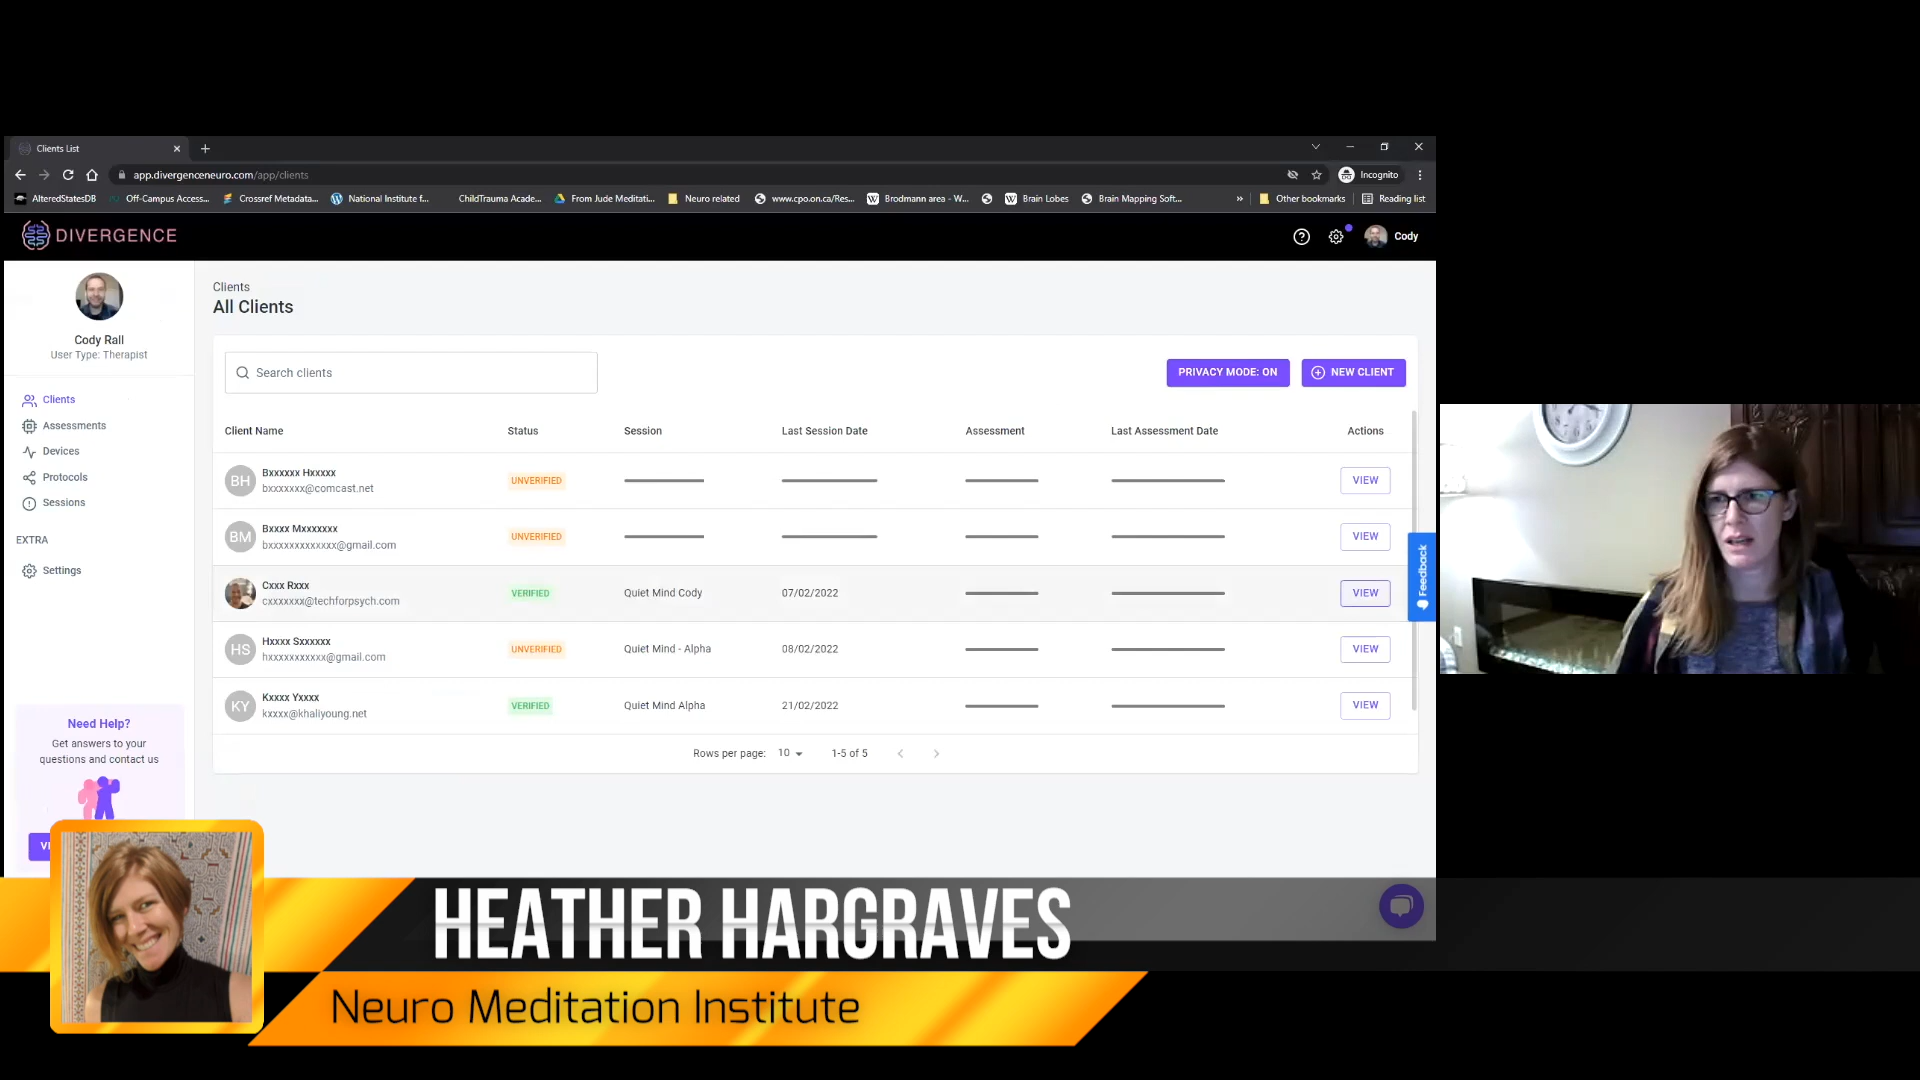 Clients List
app.divergenceneuro.com/app/clients
Incognito
AlteredStatesDB
Off-Campus Access...
Crossref Metadata...
National Institute f...
ChildTrauma Acade...
From Jude Meditati...
Neuro related
www.cpo.on.ca/Res...
Brodmann area - W...
Brain Lobes
Brain Mapping Soft...
»
Other bookmarks
Reading list
DIVERGENCE
Cody
Cody Rall
User Type: Therapist
Clients
Assessments
Devices
Protocols
Sessions
EXTRA
Settings
Need Help?
Get answers to your
questions and contact us
Clients
All Clients
Search clients
PRIVACY MODE: ON
NEW CLIENT
Client Name Status Session Last Session Date Assessment Last Assessment Date Actions
BH Bxxxxxx Hxxxxx UNVERIFIED VIEW
bxxxxxxx@comcast.net
BM Bxxxx Mxxxxxxx UNVERIFIED VIEW
bxxxxxxxxxxxxx@gmail.com
Cxxx Rxxx VERIFIED Quiet Mind Cody 07/02/2022 VIEW
cxxxxxxx@techforpsych.com
HS Hxxxx Sxxxxxx UNVERIFIED Quiet Mind - Alpha 08/02/2022 VIEW
hxxxxxxxxxxx@gmail.com
KY Kxxxx Yxxxx VERIFIED Quiet Mind Alpha 21/02/2022 VIEW
kxxxx@khaliyoung.net
Rows per page: 10 1-5 of 5
Feedback
HEATHER HARGRAVES
Neuro Meditation Institute